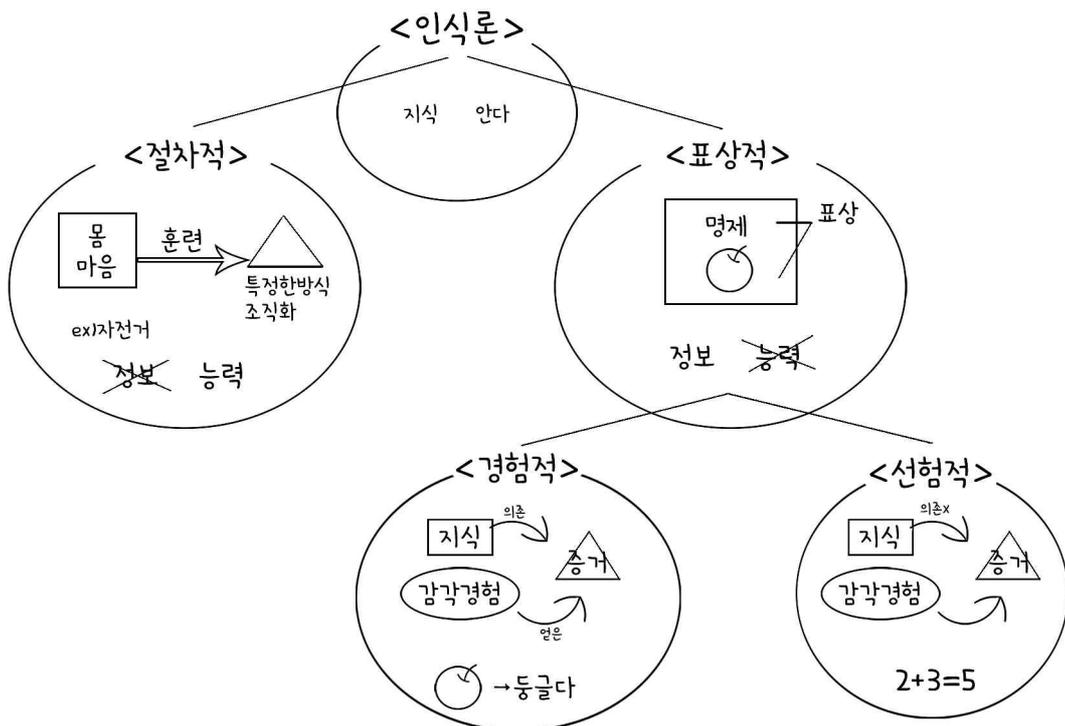 <인식론>
지식 안다
<절차적>
몸
마음
훈련
특정한방식
조직화
ex)자전거
정보 능력
<표상적>
명제
표상
정보 능력
<경험적>
지식
의존
증거
감각경험
얻은
→둥글다
<선험적>
지식
의존x
증거
감각경험
2+3=5